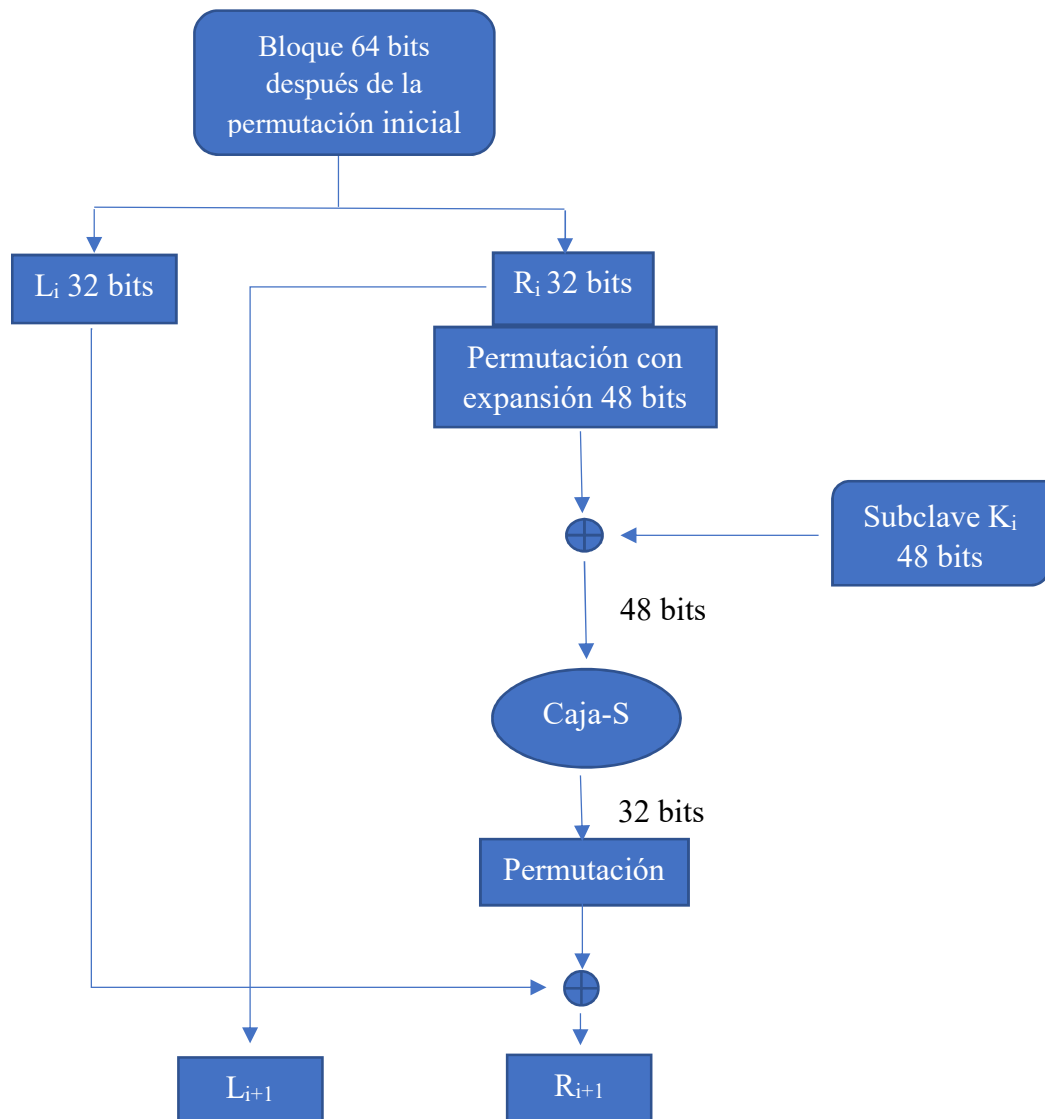 Bloque 64 bits
después de la
permutación inicial
Lᵢ 32 bits
Rᵢ 32 bits
Permutación con
expansión 48 bits
Subclave Kᵢ
48 bits
48 bits
Caja-S
32 bits
Permutación
Lᵢ₊₁
Rᵢ₊₁